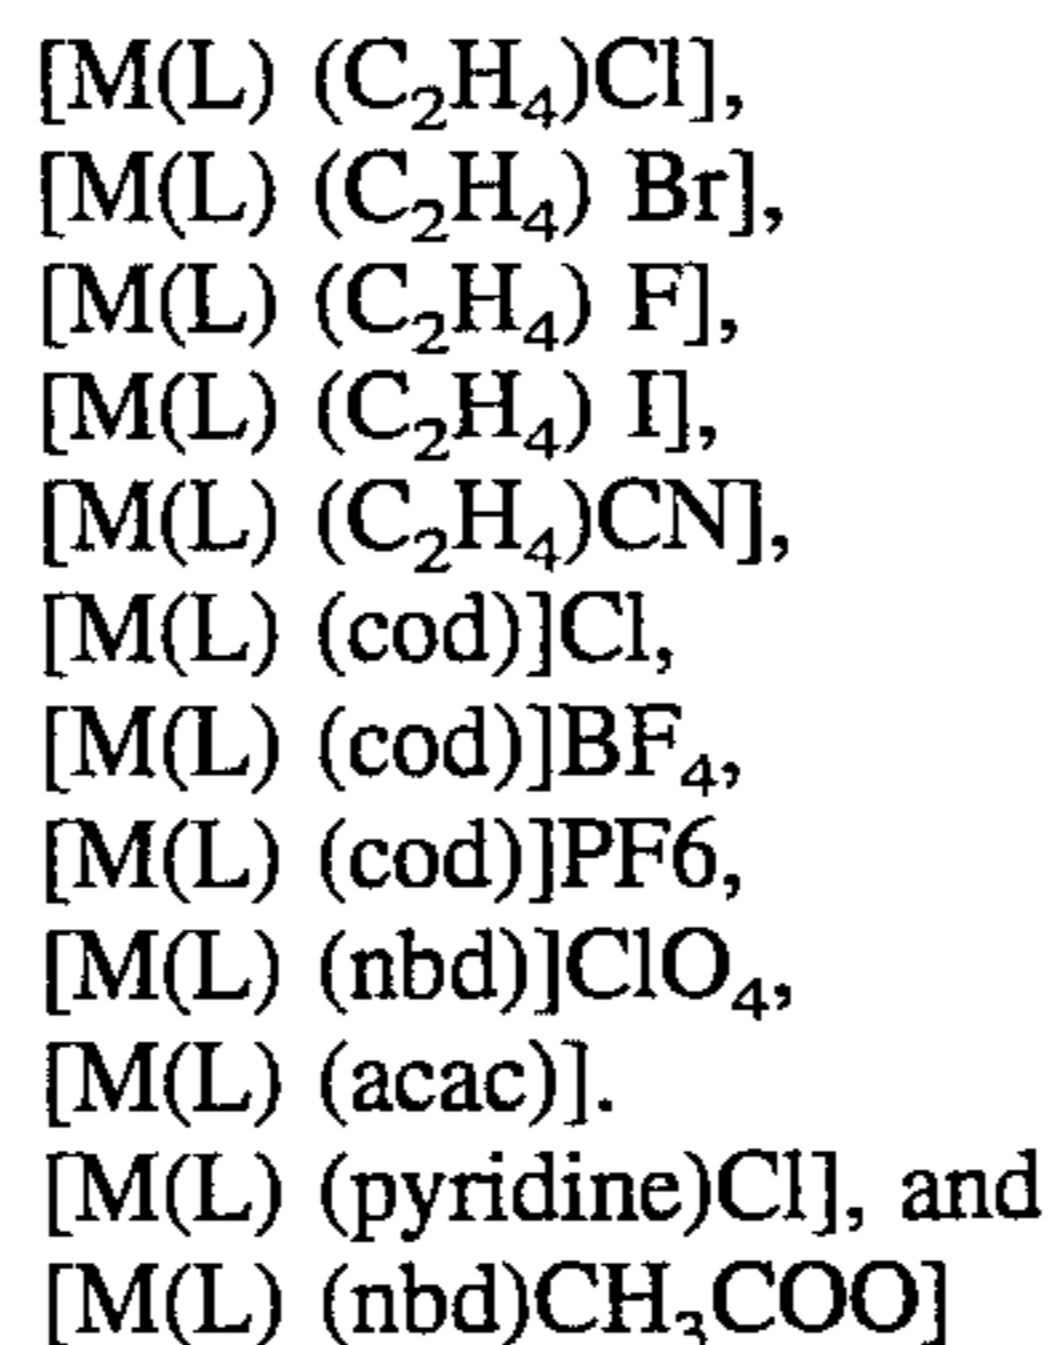 [M(L) (C₂H₄)Cl],
[M(L) (C₂H₄) Br],
[M(L) (C₂H₄) F],
[M(L) (C₂H₄) I],
[M(L) (C₂H₄)CN],
[M(L) (cod)]Cl,
[M(L) (cod)]BF₄,
[M(L) (cod)]PF6,
[M(L) (nbd)]ClO₄,
[M(L) (acac)].
[M(L) (pyridine)Cl], and
[M(L) (nbd)CH₃COO]